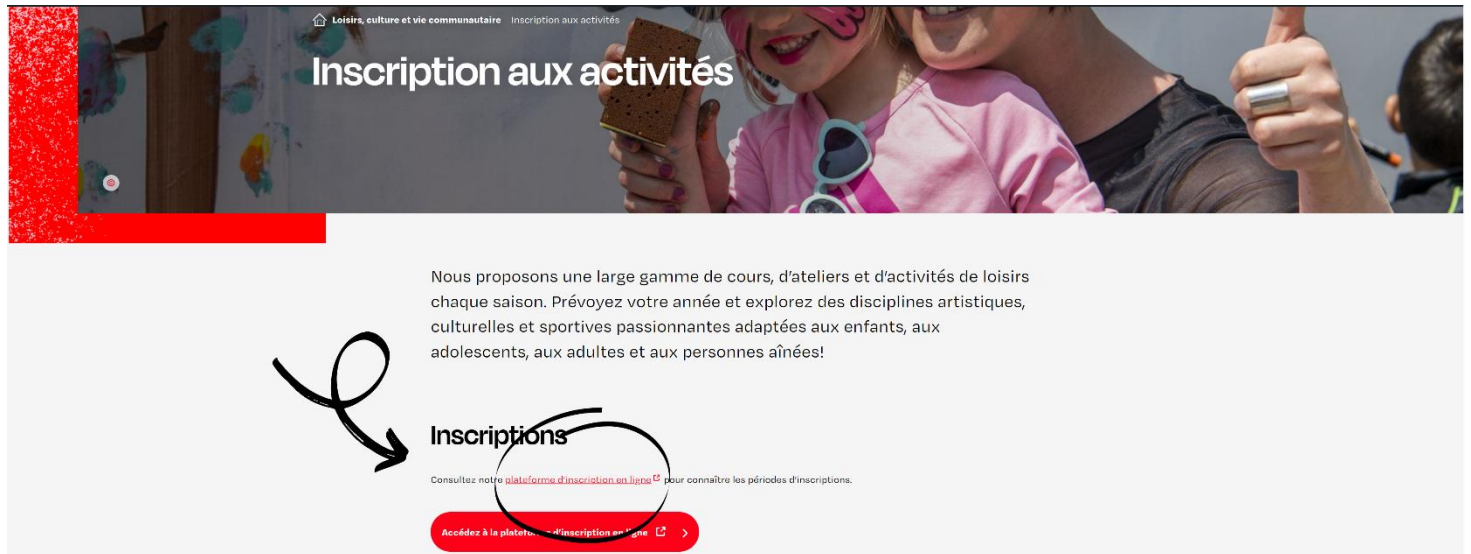 Loisirs, culture et vie communautaire Inscription aux activités
Inscription aux activités
Nous proposons une large gamme de cours, d'ateliers et d'activités de loisirs
chaque saison. Prévoyez votre année et explorez des disciplines artistiques,
culturelles et sportives passionnantes adaptées aux enfants, aux
adolescents, aux adultes et aux personnes aînées!
Inscriptions
Consultez notre plateforme d'inscription en ligne pour connaître les périodes d'inscriptions.
Accédez à la plateforme d'inscription en ligne